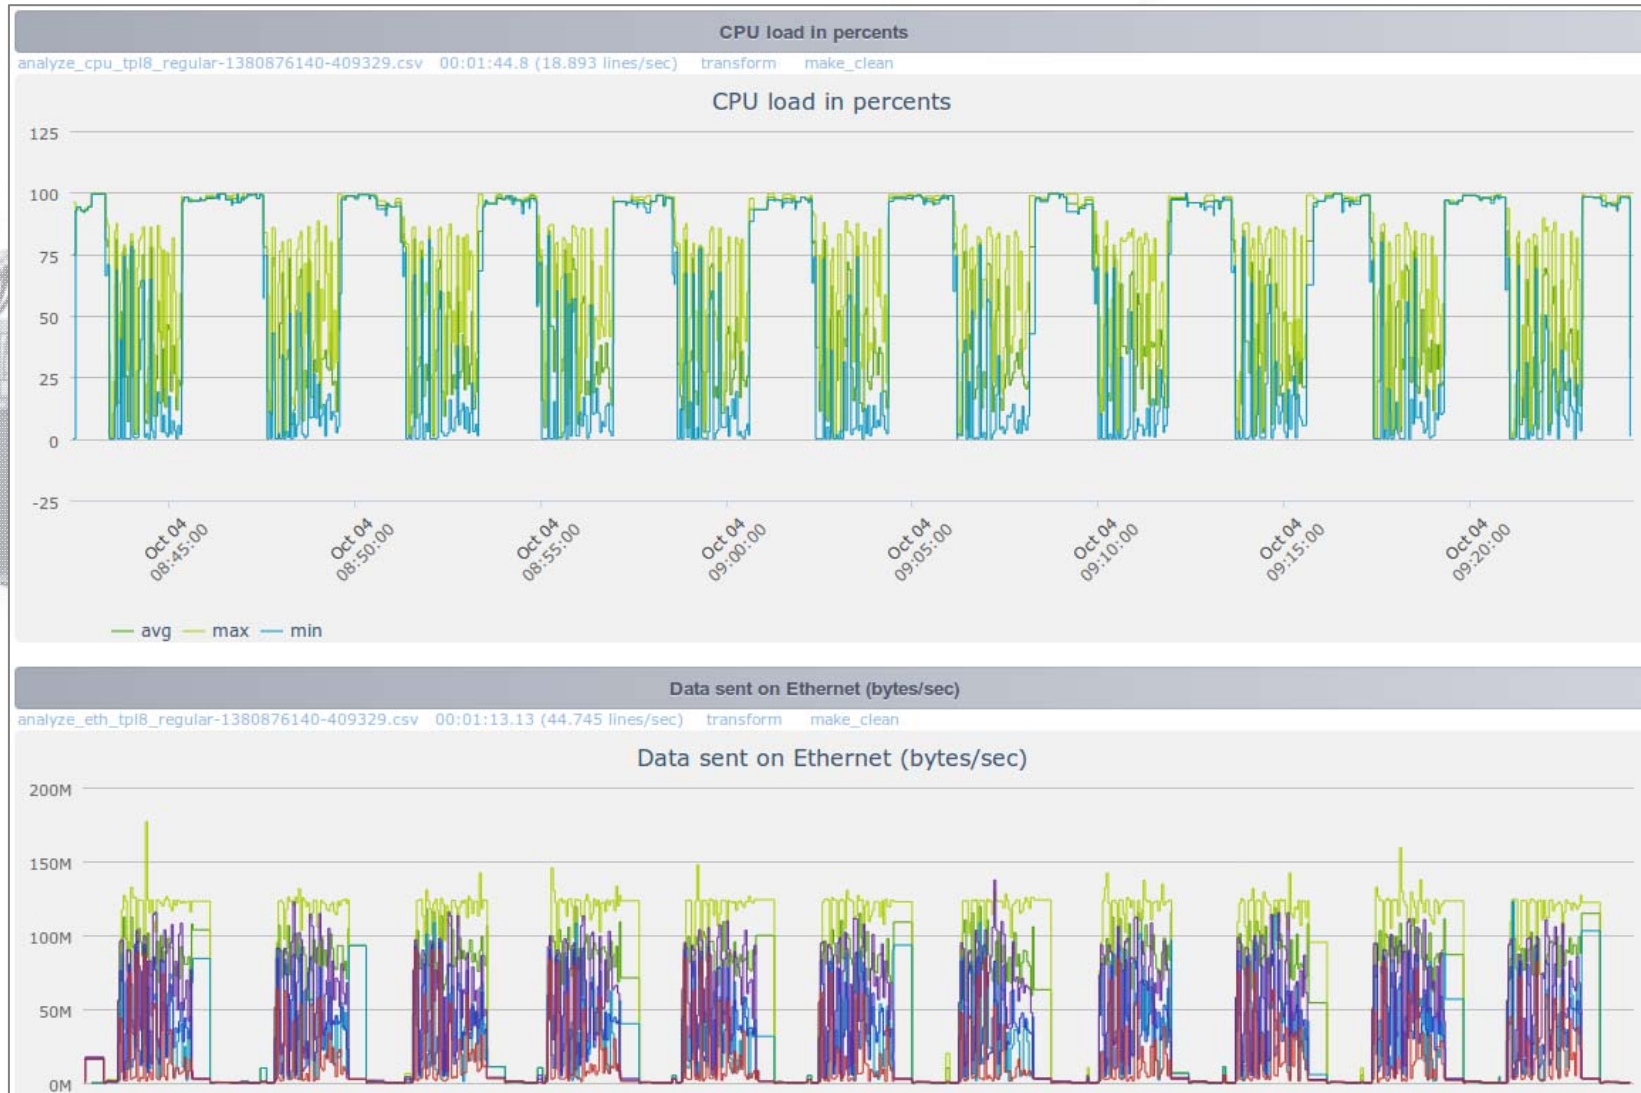 CPU load in percents
analyze_cpu_tpl8_regular-1380876140-409329.csv 00:01:44.8 (18.893 lines/sec) transform make_clean
CPU load in percents
125
100
75
50
25
0
-25
Oct 04
08:45:00
Oct 04
08:50:00
Oct 04
08:55:00
Oct 04
09:00:00
Oct 04
09:05:00
Oct 04
09:10:00
Oct 04
09:15:00
Oct 04
09:20:00
avg max min
Data sent on Ethernet (bytes/sec)
analyze_eth_tpl8_regular-1380876140-409329.csv 00:01:13.13 (44.745 lines/sec) transform make_clean
Data sent on Ethernet (bytes/sec)
200M
150M
100M
50M
0M